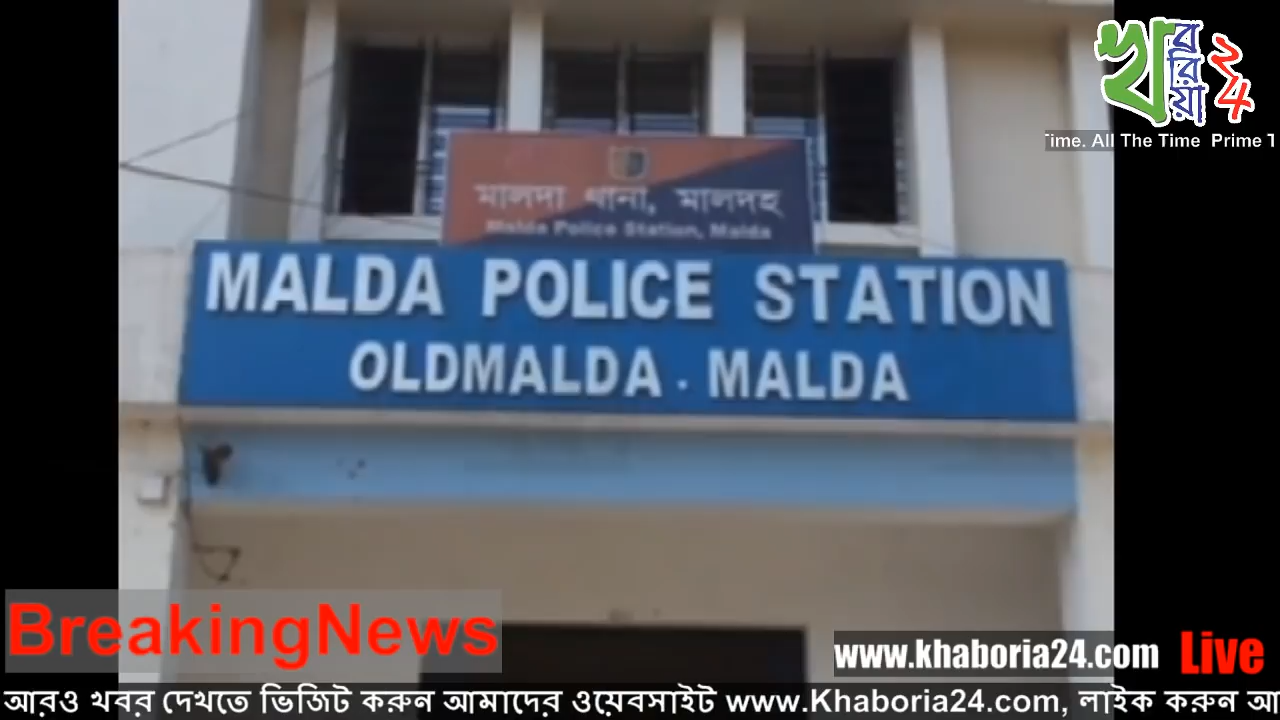 খবরিয়া ২৪
Time. All The Time Prime T
মালদা থানা, মালদহ
Malda Police Station, Malda
MALDA POLICE STATION
OLDMALDA . MALDA
BreakingNews
www.khaboria24.com Live
আরও খবর দেখতে ভিজিট করুন আমাদের ওয়েবসাইট www.Khaboria24.com, লাইক করুন আ